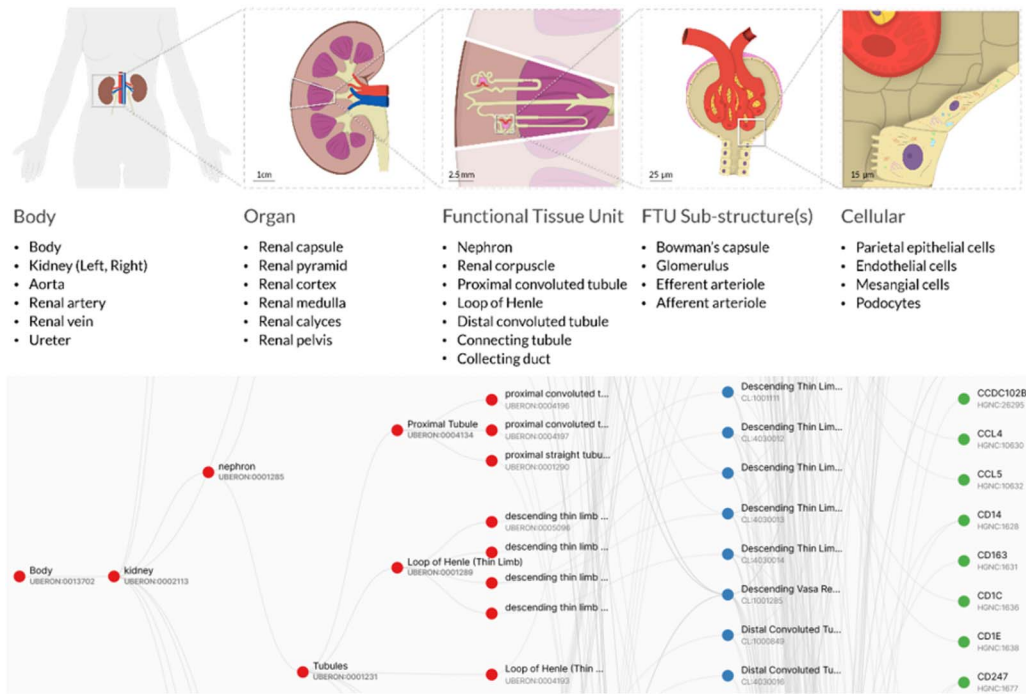 1cm
2.5 mm
25 µm
15 µm
Body
• Body
• Kidney (Left, Right)
• Aorta
• Renal artery
• Renal vein
• Ureter
Organ
• Renal capsule
• Renal pyramid
• Renal cortex
• Renal medulla
• Renal calyces
• Renal pelvis
Functional Tissue Unit
• Nephron
• Renal corpuscle
• Proximal convoluted tubule
• Loop of Henle
• Distal convoluted tubule
• Connecting tubule
• Collecting duct
FTU Sub-structure(s)
• Bowman's capsule
• Glomerulus
• Efferent arteriole
• Afferent arteriole
Cellular
• Parietal epithelial cells
• Endothelial cells
• Mesangial cells
• Podocytes
Body
UBERON:0013702
kidney
UBERON:0002113
nephron
UBERON:0001285
Tubules
UBERON:0001231
Proximal Tubule
UBERON:0004134
Loop of Henle (Thin Limb)
UBERON:0001289
proximal convoluted t...
UBERON:0004196
proximal convoluted t...
UBERON:0004197
proximal straight tubu...
UBERON:0001290
descending thin limb ...
UBERON:0005096
descending thin limb ...
descending thin limb ...
descending thin limb ...
Loop of Henle (Thin ...
UBERON:0004193
Descending Thin Lim...
CL:1001111
Descending Thin Lim...
CL:4030012
Descending Thin Lim...
Descending Thin Lim...
CL:4030013
Descending Thin Lim...
CL:4030014
Descending Vasa Re...
CL:1001285
Distal Convoluted Tu...
CL:1000849
Distal Convoluted Tu...
CL:4030016
CCDC102B
HGNC:26295
CCL4
HGNC:10630
CCL5
HGNC:10632
CD14
HGNC:1628
CD163
HGNC:1631
CD1C
HGNC:1636
CD1E
HGNC:1638
CD247
HGNC:1677